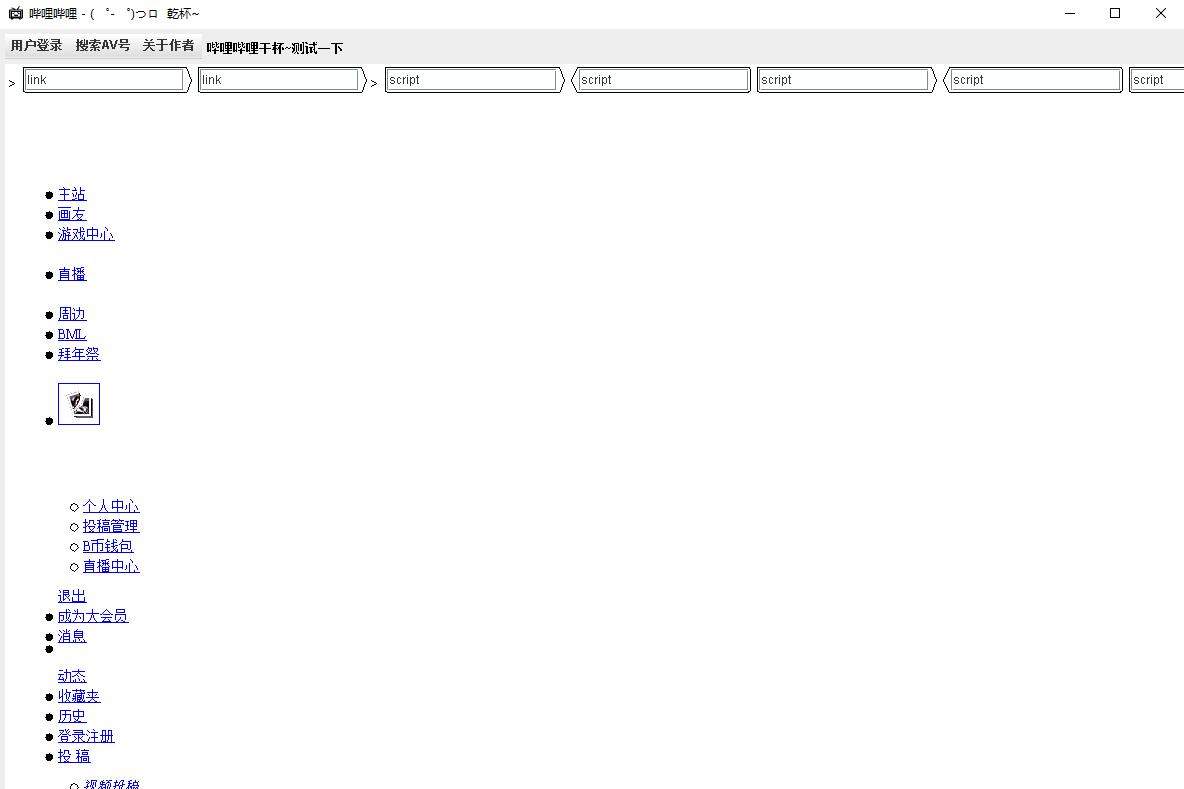 哔哩哔哩 - (゜-゜)つロ 乾杯~
用户登录 搜索AV号 关于作者 哔哩哔哩干杯~测试一下
> link link > script script script script script
主站
画友
游戏中心
直播
周边
BML
拜年祭
个人中心
投稿管理
B币钱包
直播中心
退出
成为大会员
消息
动态
收藏夹
历史
登录注册
投 稿
视频投稿